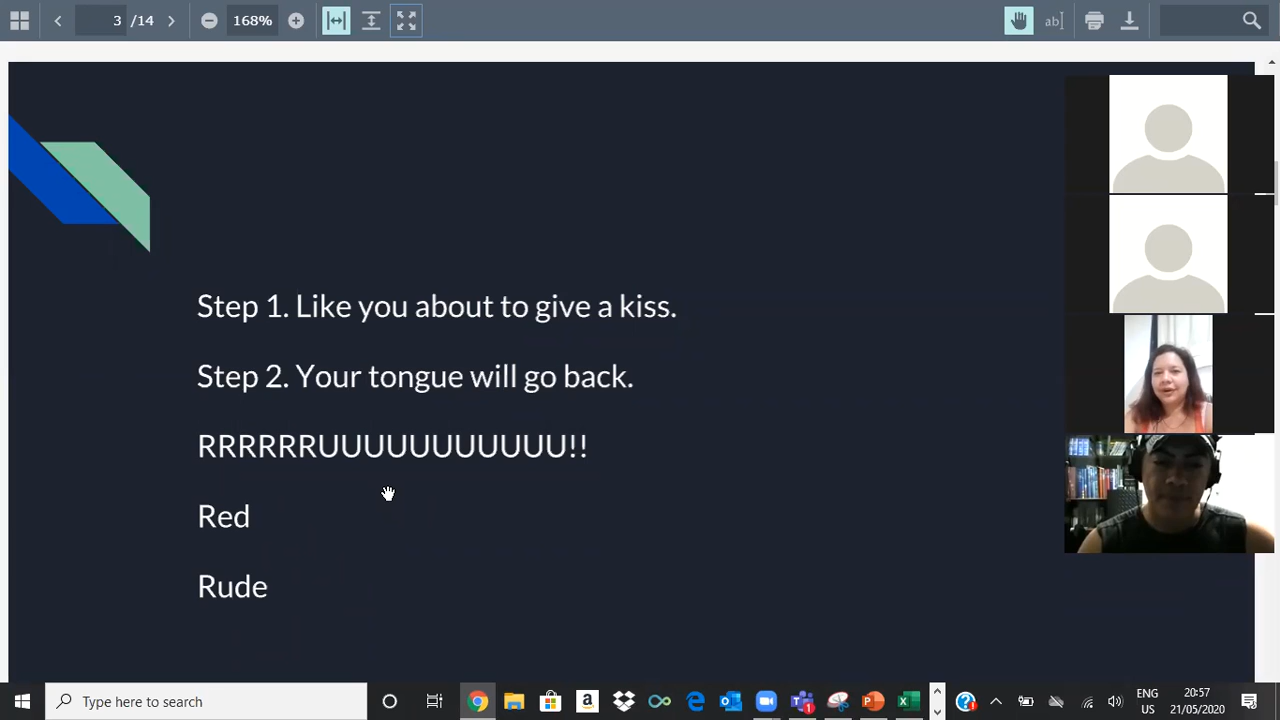 3 /14
168%
ab|
Step 1. Like you about to give a kiss.
Step 2. Your tongue will go back.
RRRRRRUUUUUUUUUUU!!
Red
Rude
Type here to search
ENG
US
20:57
21/05/2020